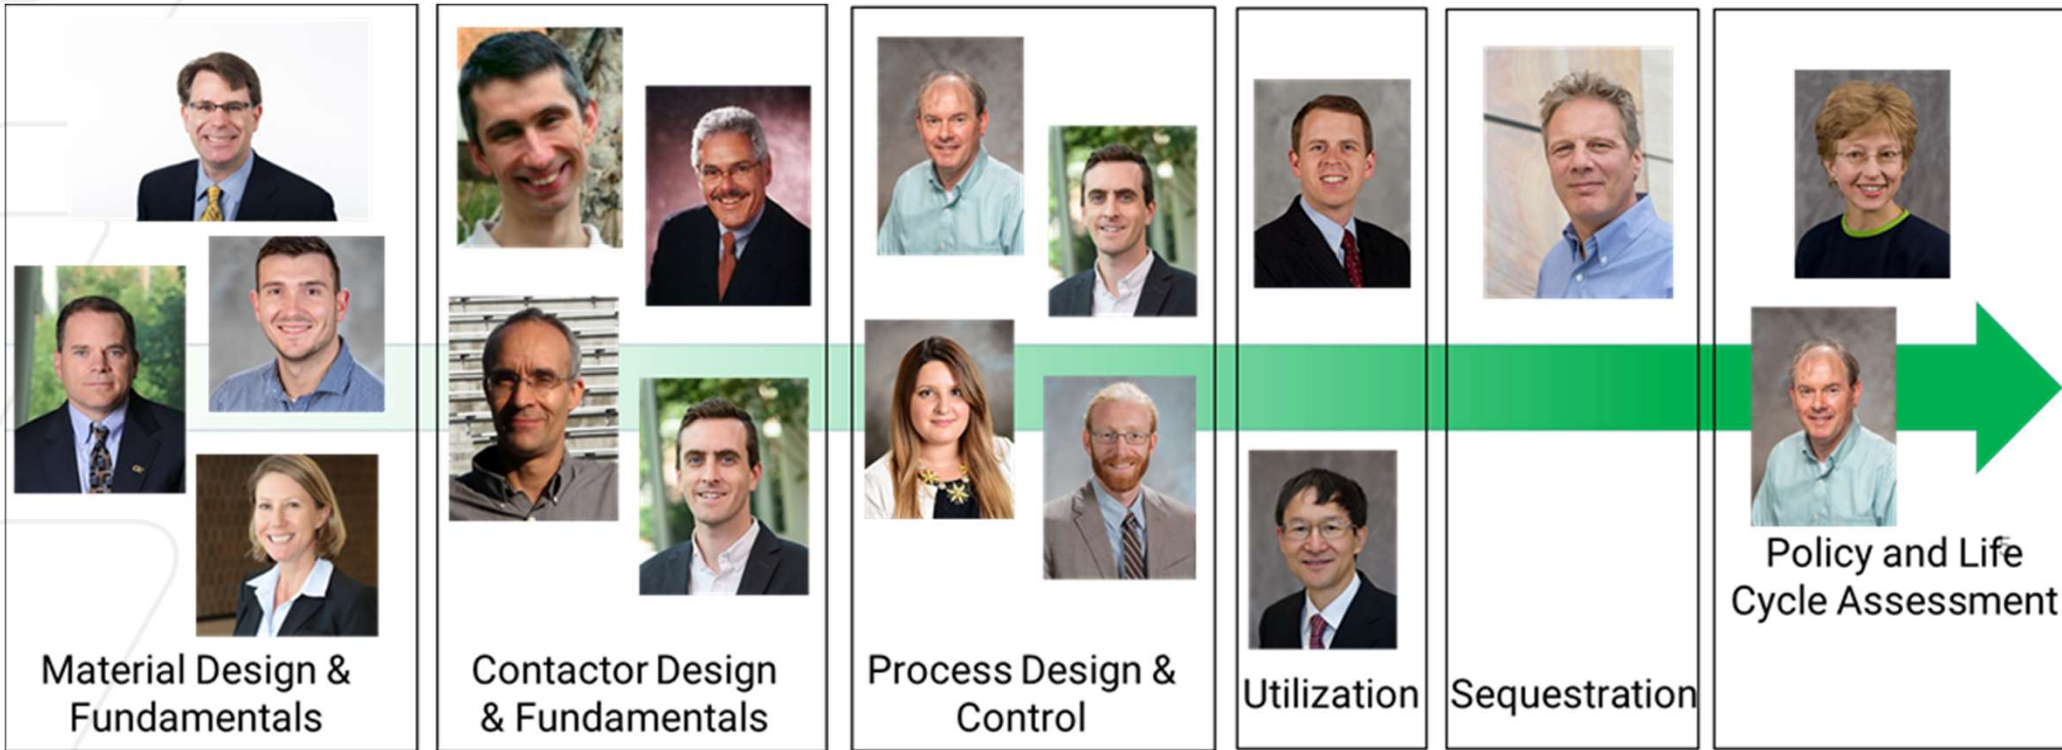 Material Design &
Fundamentals
Contactor Design
& Fundamentals
Process Design &
Control
Utilization
Sequestration
Policy and Life
Cycle Assessment